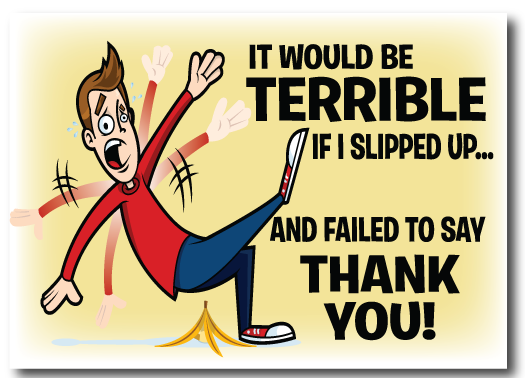 IT WOULD BE
TERRIBLE
IF I SLIPPED UP...
AND FAILED TO SAY
THANK
YOU!